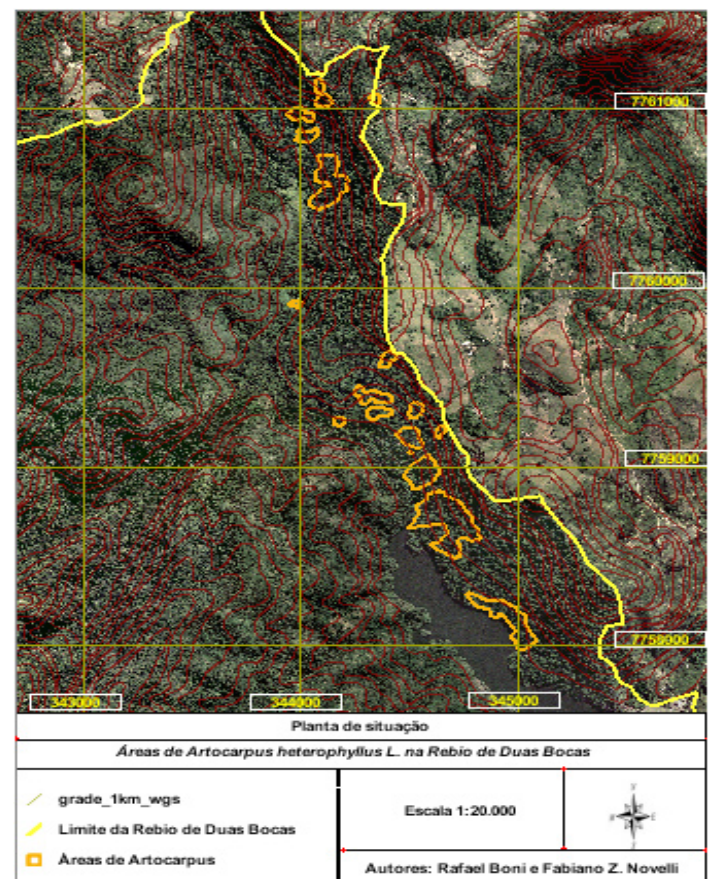 7761000
7760000
7759000
7758000
343000
344000
345000
Planta de situação
Áreas de Artocarpus heterophyllus L. na Rebio de Duas Bocas
grade_1km_wgs
Limite da Rebio de Duas Bocas
Àreas de Artocarpus
Escala 1:20.000
Autores: Rafael Boni e Fabiano Z. Novelli